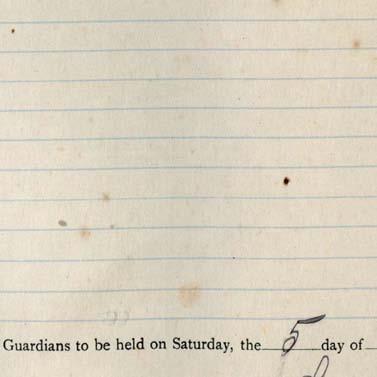 Guardians to be held on Saturday, the 5 day of